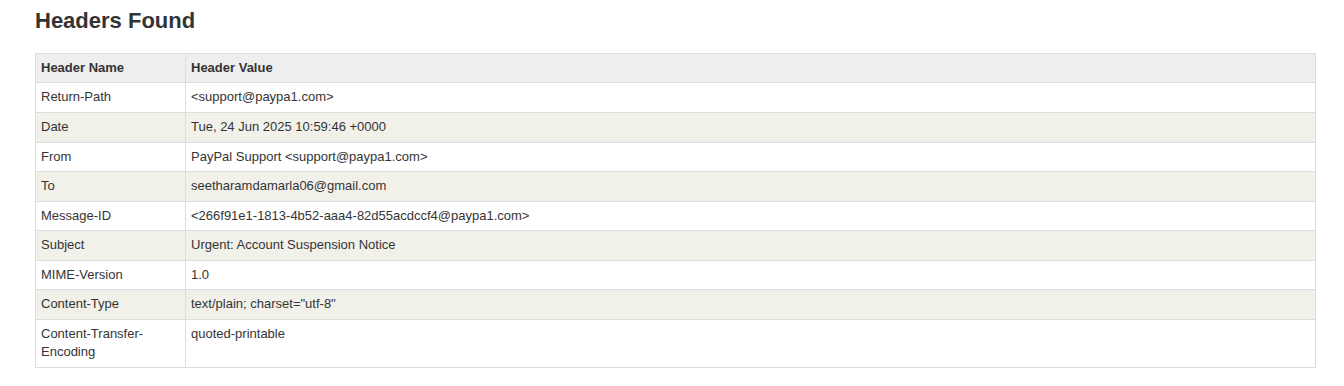 Headers Found
Header Name Header Value
Return-Path <support@paypa1.com>
Date Tue, 24 Jun 2025 10:59:46 +0000
From PayPal Support <support@paypa1.com>
To seetharamdamarla06@gmail.com
Message-ID <266f91e1-1813-4b52-aaa4-82d55acdccf4@paypa1.com>
Subject Urgent: Account Suspension Notice
MIME-Version 1.0
Content-Type text/plain; charset="utf-8"
Content-Transfer- quoted-printable
Encoding